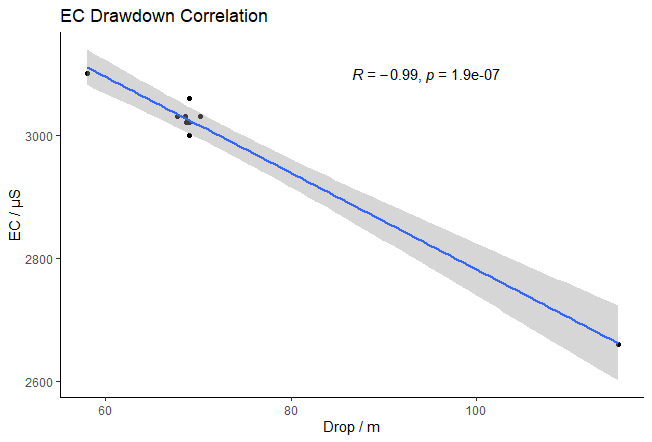 EC Drawdown Correlation
R = −0.99, p = 1.9e-07
EC / µS
3000
2800
2600
60
80
100
Drop / m